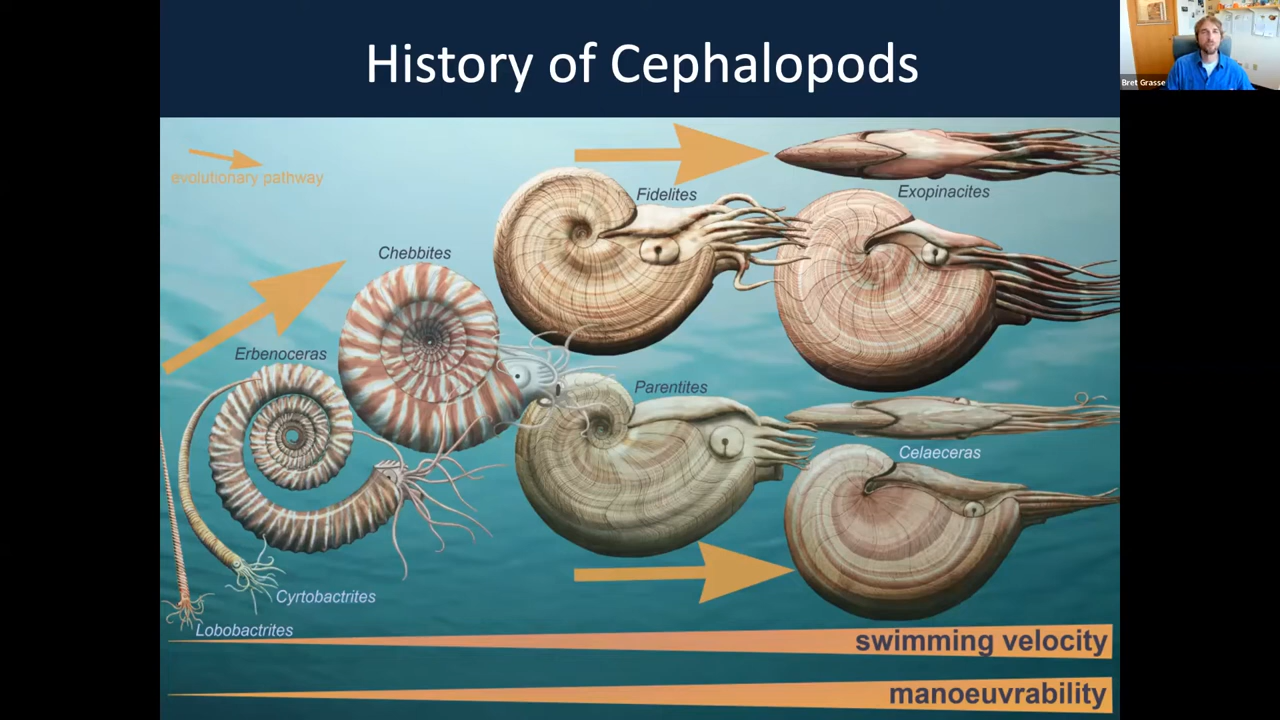 History of Cephalopods
Bret Grasse
evolutionary pathway
Fidelites
Exopinacites
Chebbites
Erbenoceras
Parentites
Celaeceras
Cyrtobactrites
Lobobactrites
swimming velocity
manoeuvrability